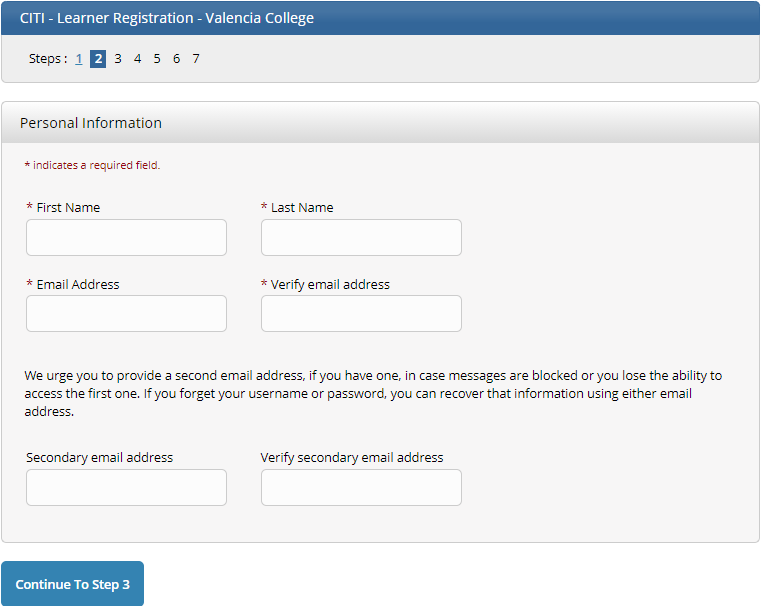 CITI - Learner Registration - Valencia College
Steps : 1 2 3 4 5 6 7
Personal Information
* indicates a required field.
* First Name * Last Name
* Email Address * Verify email address
We urge you to provide a second email address, if you have one, in case messages are blocked or you lose the ability to
access the first one. If you forget your username or password, you can recover that information using either email
address.
Secondary email address Verify secondary email address
Continue To Step 3